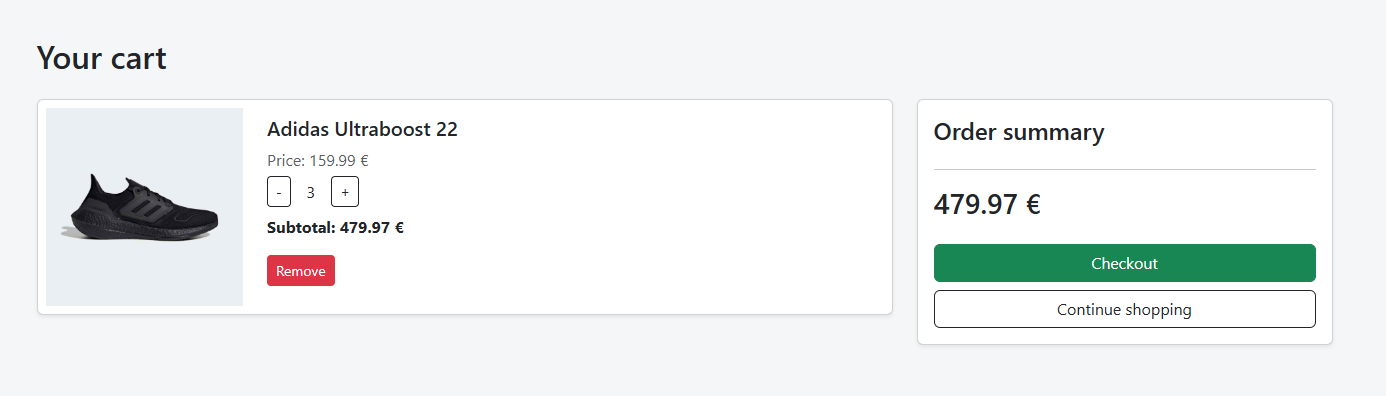 Your cart
Adidas Ultraboost 22
Price: 159.99 €
- 3 +
Subtotal: 479.97 €
Remove
Order summary
479.97 €
Checkout
Continue shopping